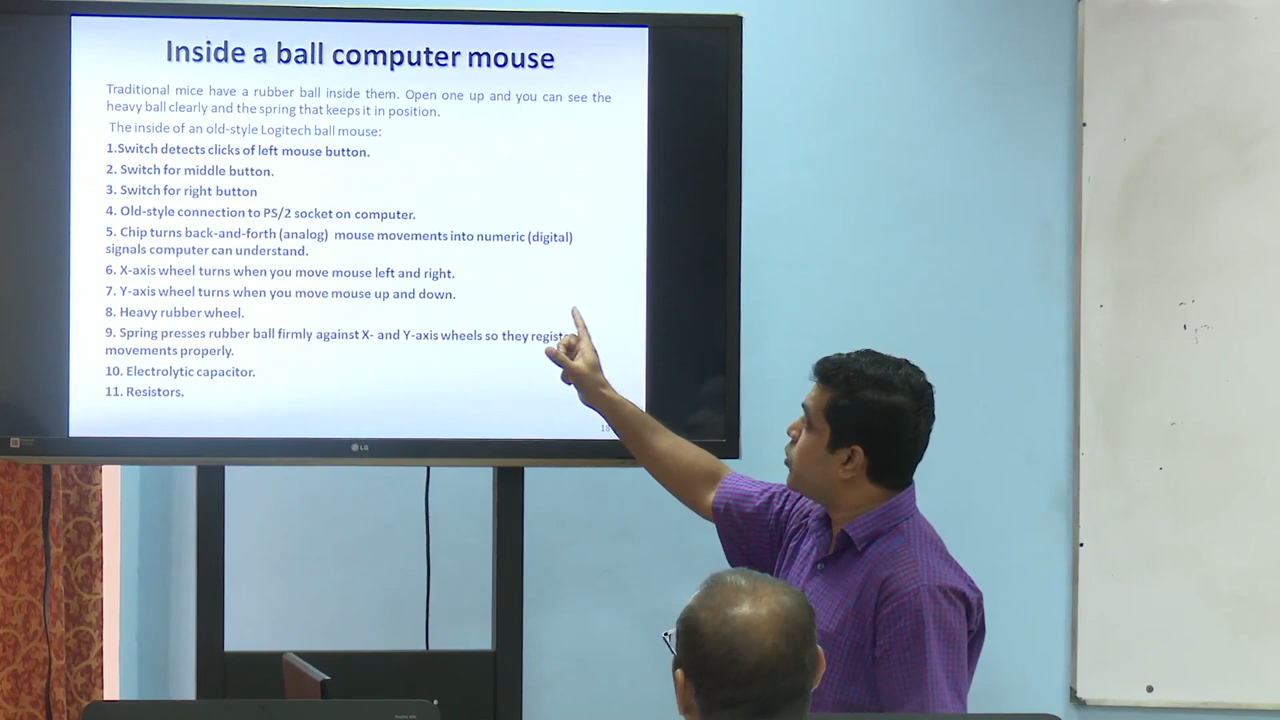 Inside a ball computer mouse
Traditional mice have a rubber ball inside them. Open one up and you can see the
heavy ball clearly and the spring that keeps it in position.
The inside of an old-style Logitech ball mouse:
1.Switch detects clicks of left mouse button.
2. Switch for middle button.
3. Switch for right button
4. Old-style connection to PS/2 socket on computer.
5. Chip turns back-and-forth (analog) mouse movements into numeric (digital)
signals computer can understand.
6. X-axis wheel turns when you move mouse left and right.
7. Y-axis wheel turns when you move mouse up and down.
8. Heavy rubber wheel.
9. Spring presses rubber ball firmly against X- and Y-axis wheels so they
movements properly.
10. Electrolytic capacitor.
11. Resistors.
LG